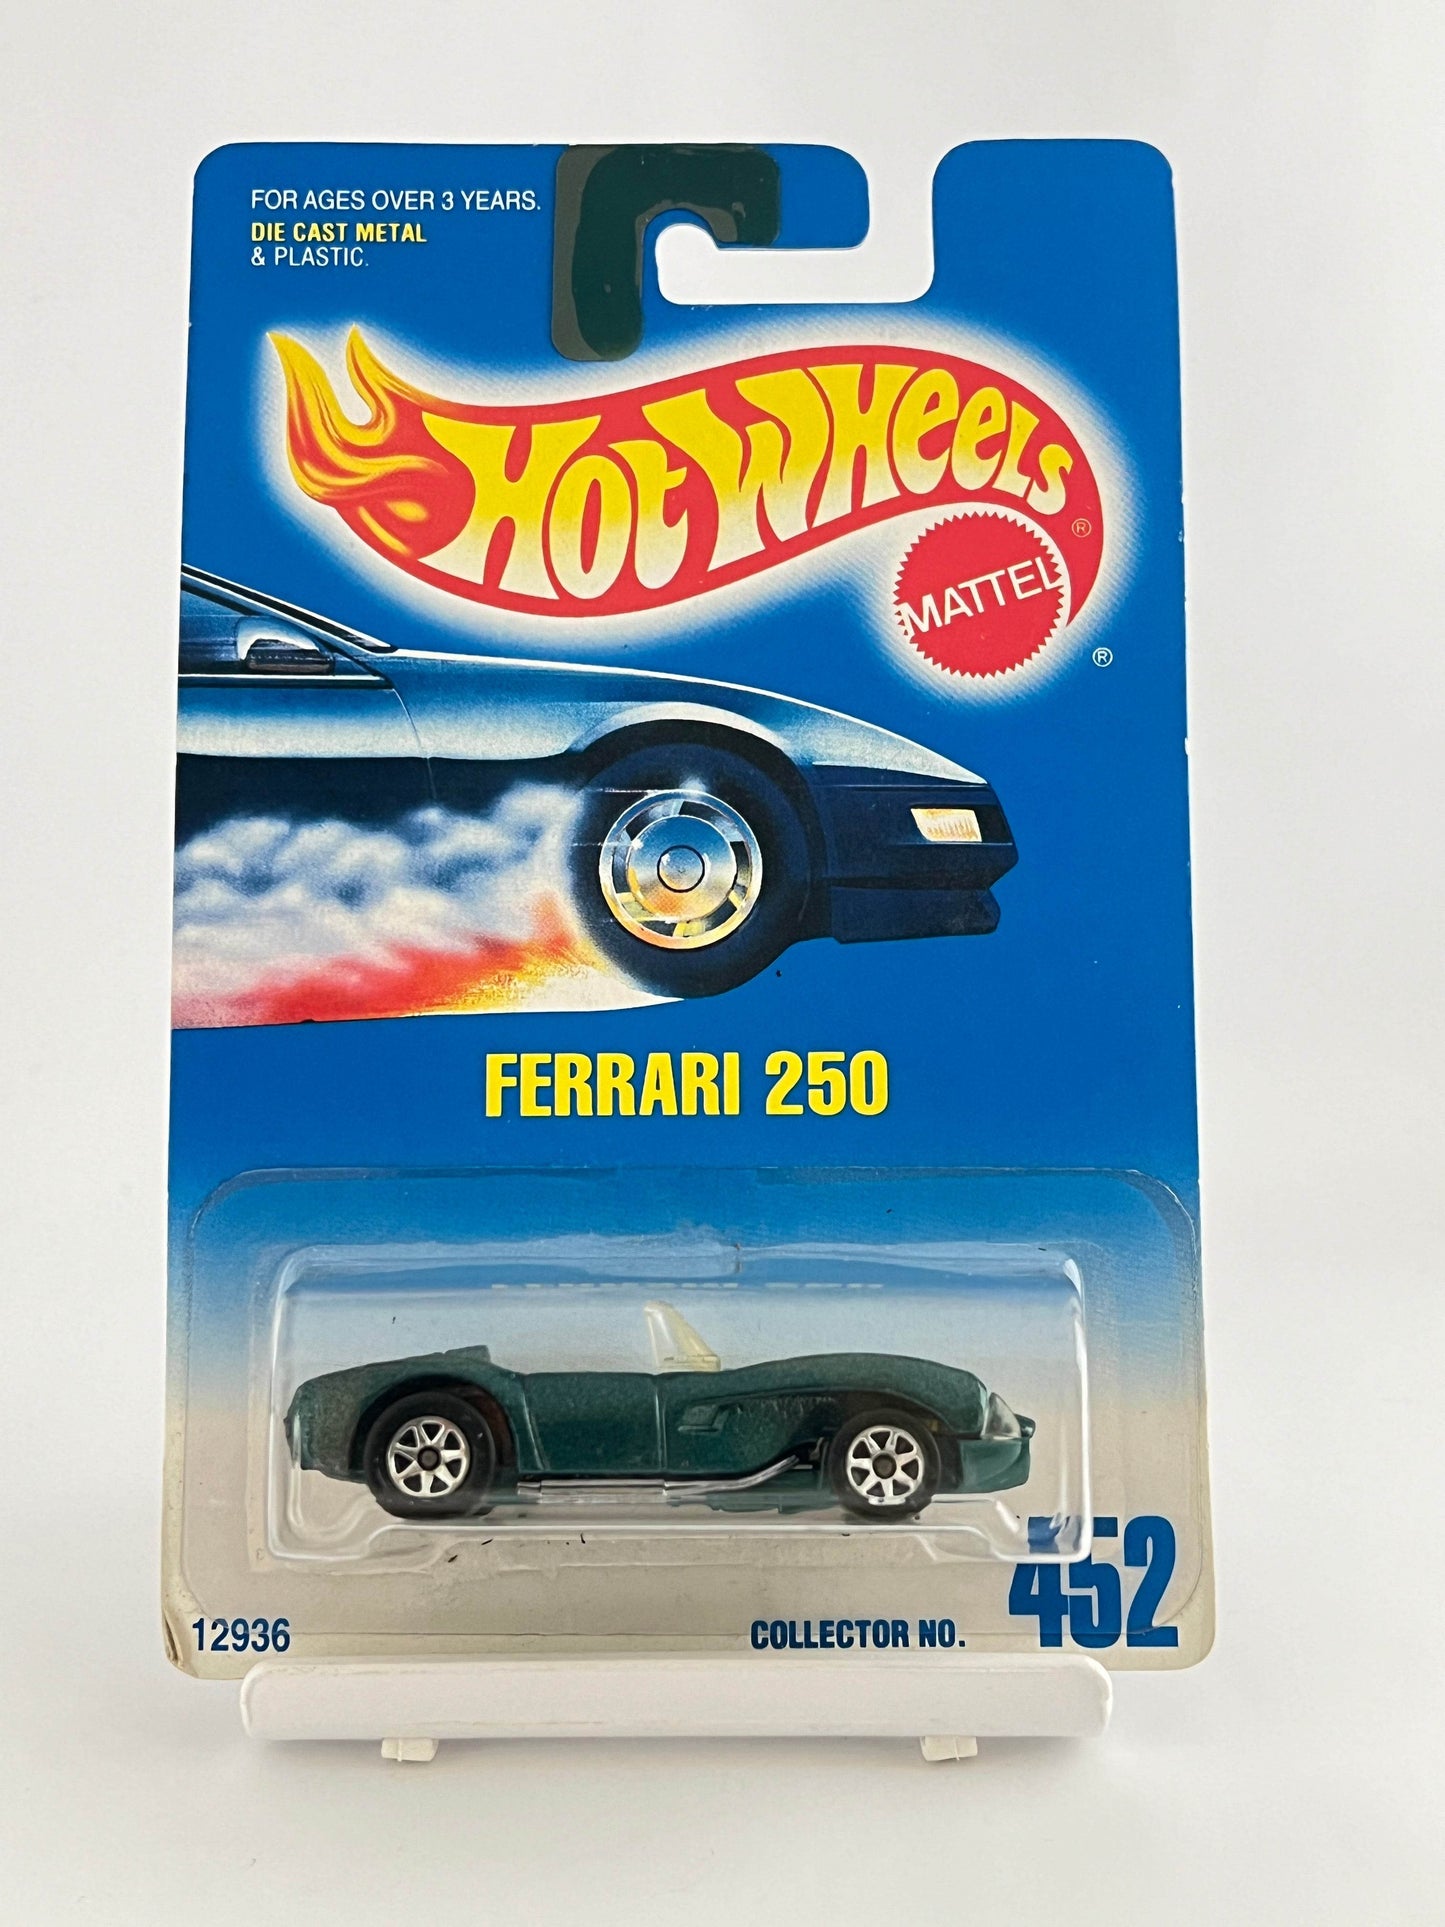 FOR AGES OVER 3 YEARS.
DIE CAST METAL
& PLASTIC.
HOT WHEELS ®
MATTEL
®
FERRARI 250
12936
COLLECTOR NO. 452